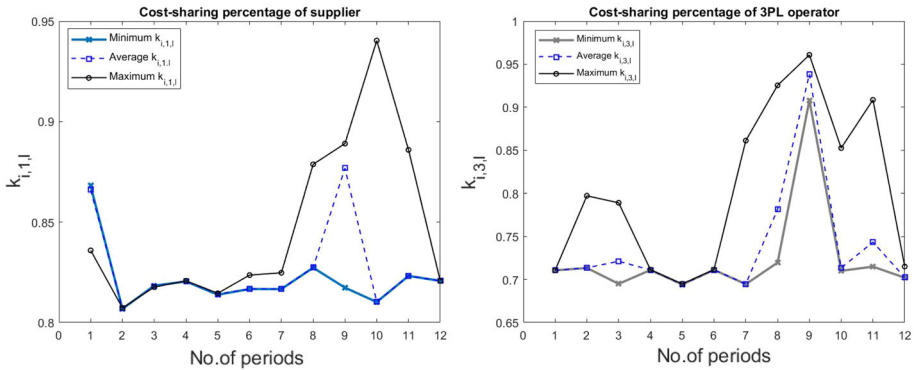 Cost-sharing percentage of supplier
0.95
0.9
0.85
0.8
k_{i,1,I}
Minimum k_{i,1,I}
Average k_{i,1,I}
Maximum k_{i,1,I}
0 1 2 3 4 5 6 7 8 9 10 11 12
No.of periods
Cost-sharing percentage of 3PL operator
1
0.95
0.9
0.85
0.8
0.75
0.7
0.65
k_{i,3,I}
Minimum k_{i,3,I}
Average k_{i,3,I}
Maximum k_{i,3,I}
0 1 2 3 4 5 6 7 8 9 10 11 12
No.of periods